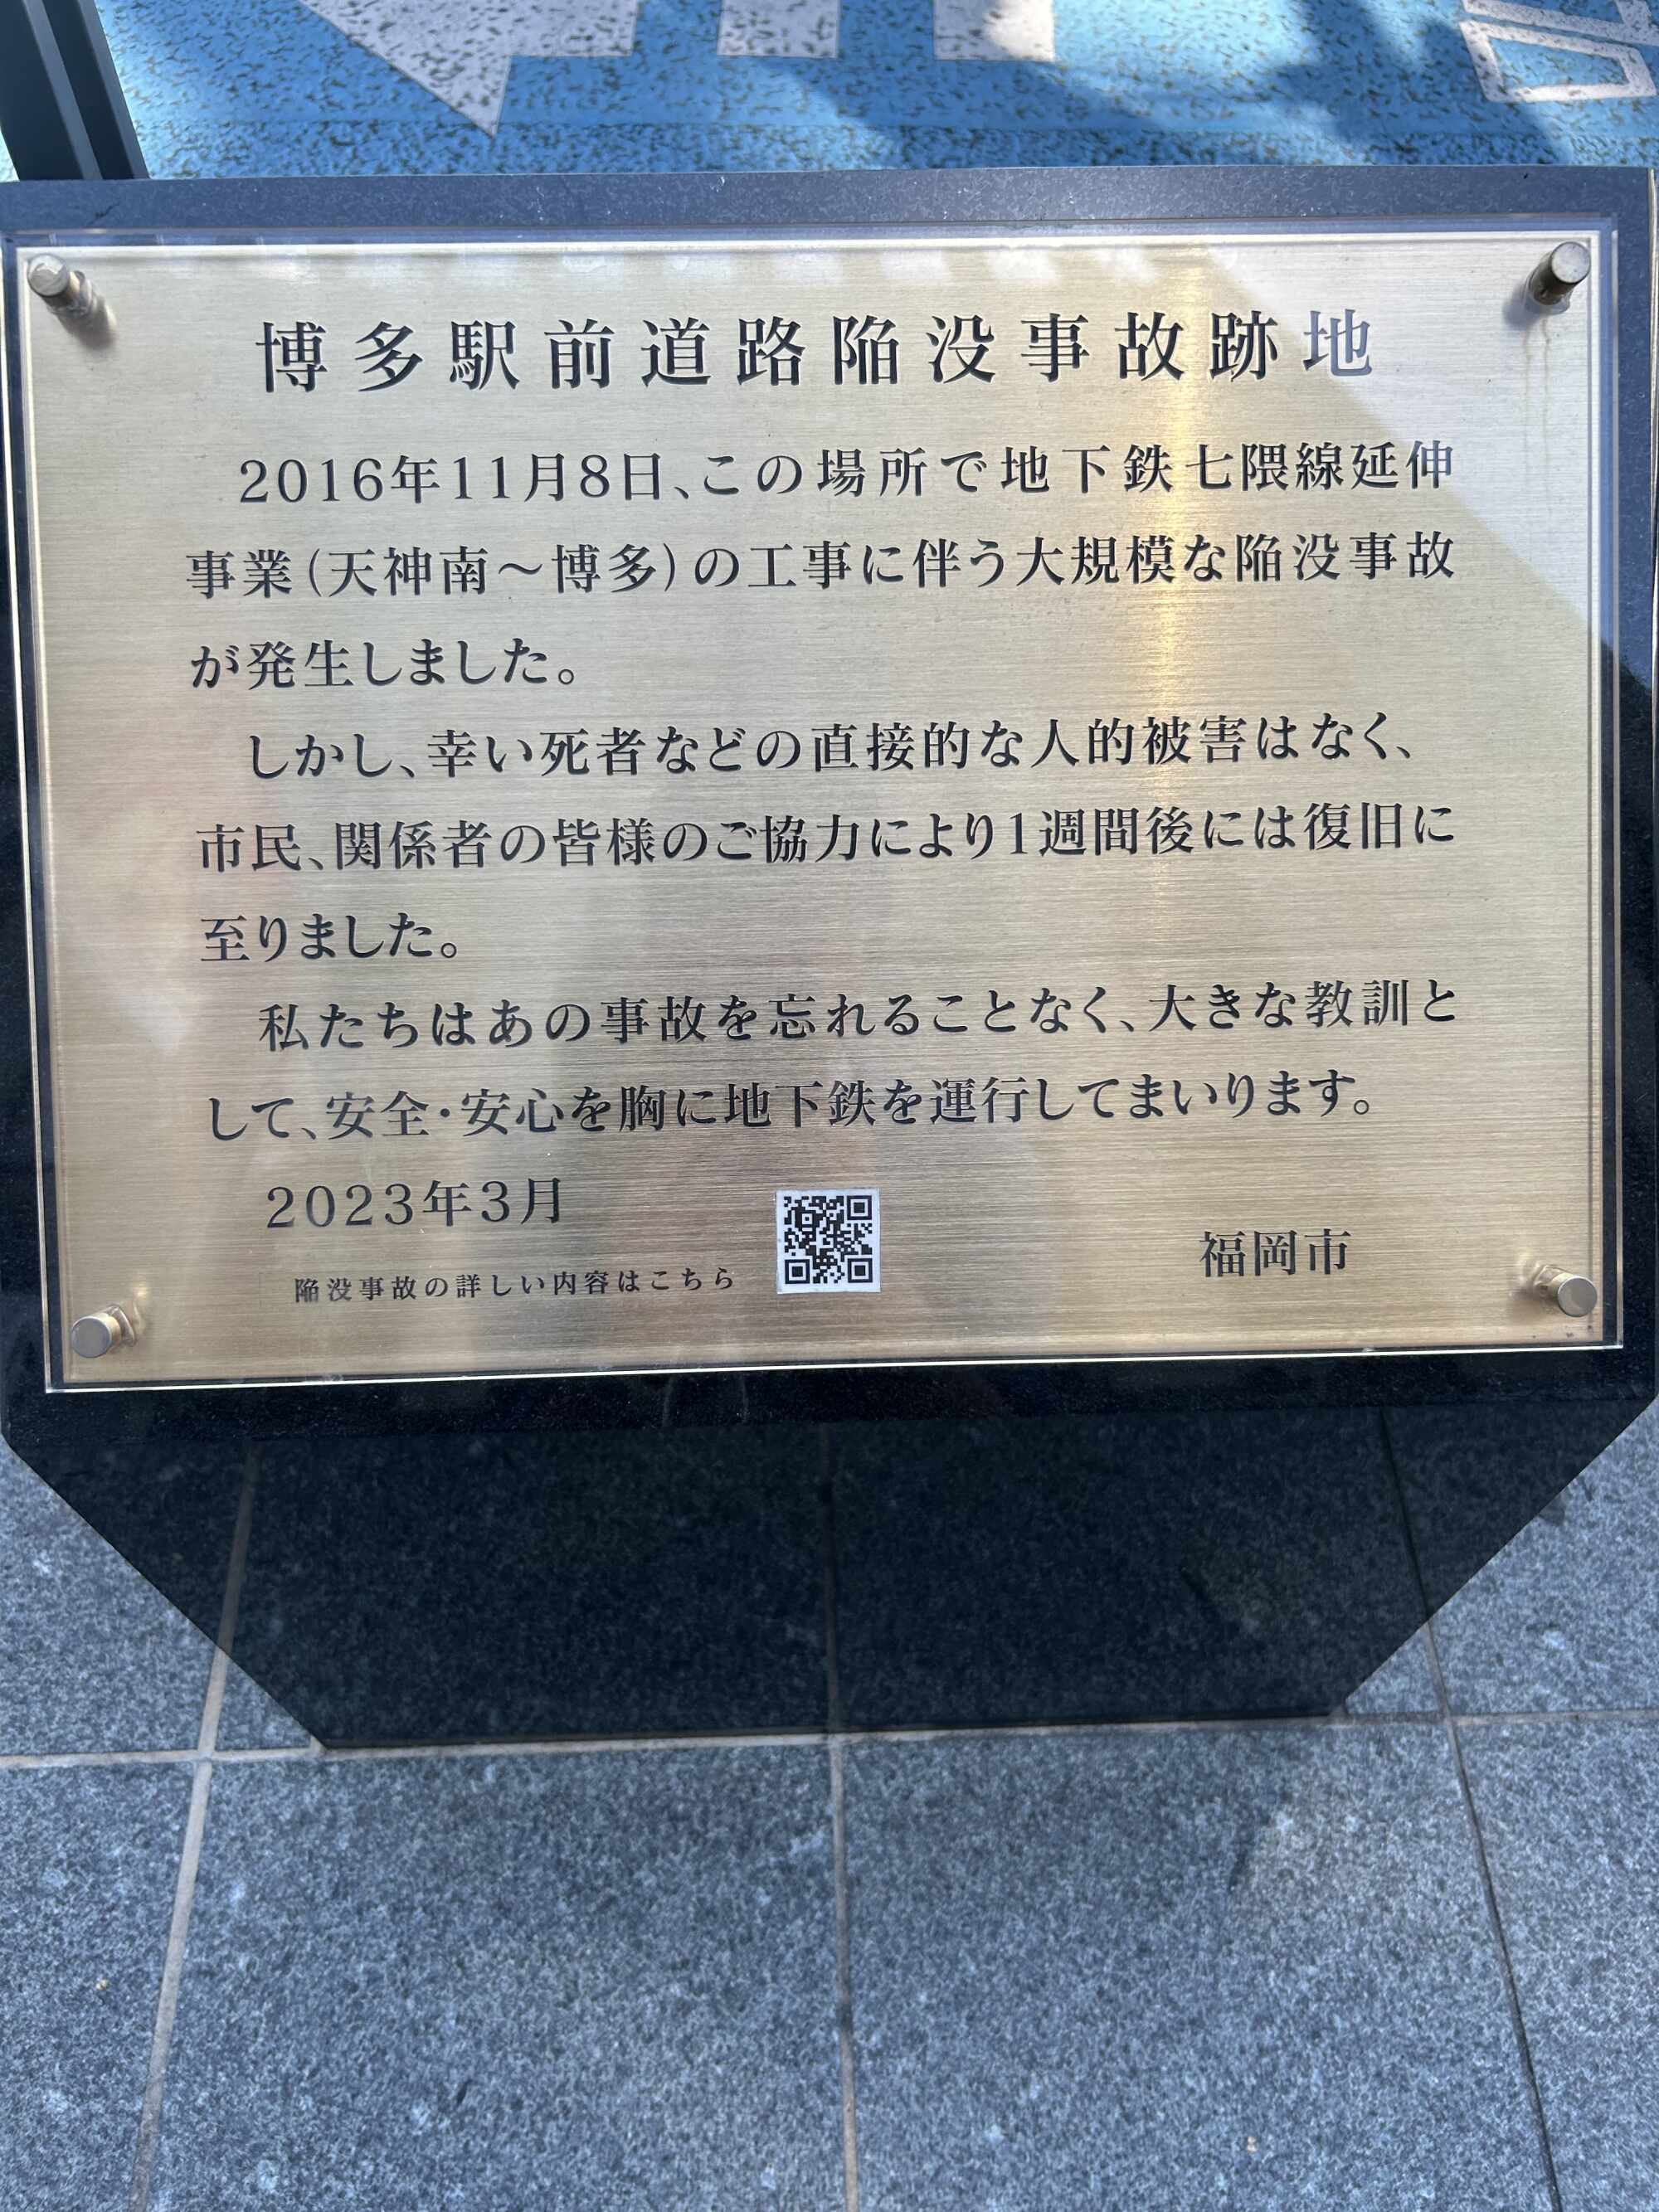 博多駅前道路陥没事故跡地
2016年11月8日、この場所で地下鉄七隈線延伸
事業(天神南～博多)の工事に伴う大規模な陥没事故
が発生しました。
しかし、幸い死者などの直接的な人的被害はなく、
市民、関係者の皆様のご協力により1週間後には復旧に
至りました。
私たちはあの事故を忘れることなく、大きな教訓と
して、安全・安心を胸に地下鉄を運行してまいります。
2023年3月
福岡市
陥没事故の詳しい内容はこちら